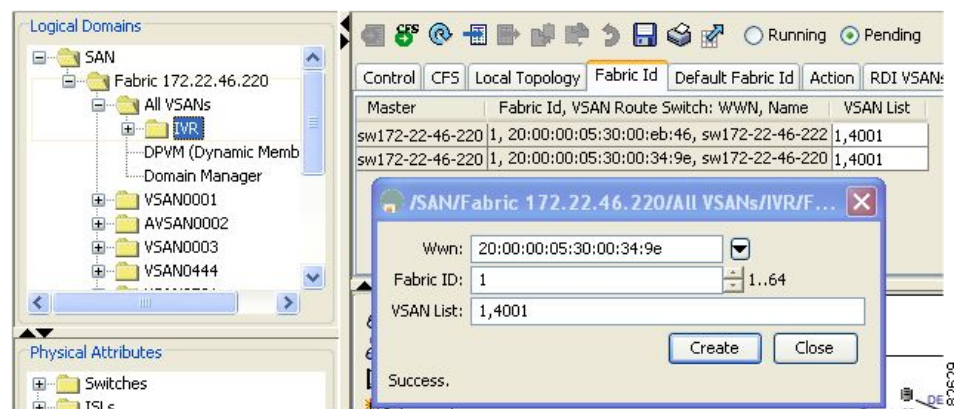 Logical Domains
SAN
Fabric 172.22.46.220
All VSANs
IVR
DPVM (Dynamic Memb
Domain Manager
VSAN0001
AVSAN0002
VSAN0003
VSAN0444
Physical Attributes
Switches
ISLs
CFS
Running Pending
Control CFS Local Topology Fabric Id Default Fabric Id Action RDI VSANs
Master Fabric Id, VSAN Route Switch: WWN, Name VSAN List
sw172-22-46-220 1, 20:00:00:05:30:00:eb:46, sw172-22-46-222 1,4001
sw172-22-46-220 1, 20:00:00:05:30:00:34:9e, sw172-22-46-220 1,4001
/SAN/Fabric 172.22.46.220/All VSANs/IVR/F...
Wwn: 20:00:00:05:30:00:34:9e
Fabric ID: 1 1..64
VSAN List: 1,4001
Create Close
Success.
DE